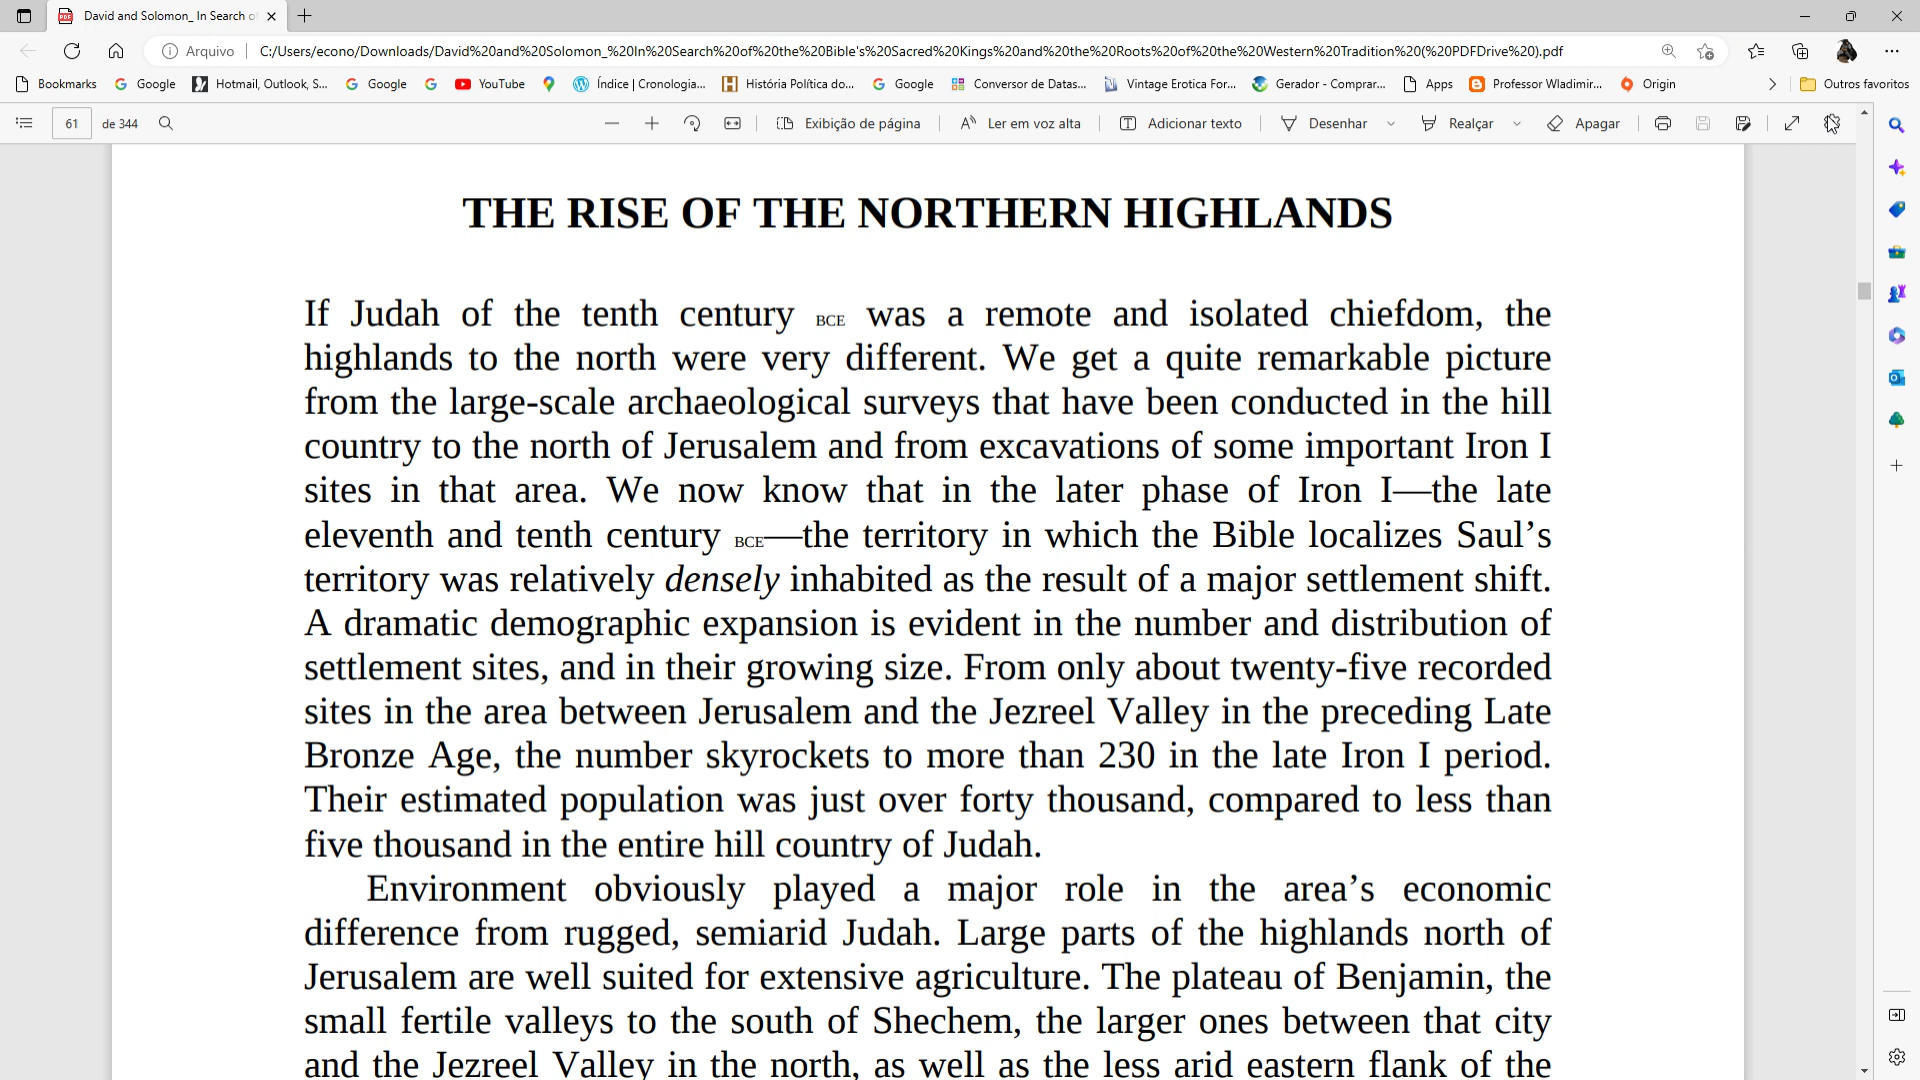 David and Solomon_ In Search o
Arquivo
C:/Users/econo/Downloads/David%20and%20Solomon_%20In%20Search%20of%20the%20Bible's%20Sacred%20Kings%20and%20the%20Roots%20of%20the%20Western%20Tradition%20(%20PDFDrive%20).pdf
Bookmarks Google Hotmail, Outlook, S... Google YouTube Índice | Cronologia... História Política do... Google Conversor de Datas... Vintage Erotica For... Gerador - Comprar... Apps Professor Wladimir... Origin Outros favoritos
61 de 344 Exibição de página Ler em voz alta Adicionar texto Desenhar Realçar Apagar
THE RISE OF THE NORTHERN HIGHLANDS
If Judah of the tenth century BCE was a remote and isolated chiefdom, the
highlands to the north were very different. We get a quite remarkable picture
from the large-scale archaeological surveys that have been conducted in the hill
country to the north of Jerusalem and from excavations of some important Iron I
sites in that area. We now know that in the later phase of Iron I—the late
eleventh and tenth century BCE—the territory in which the Bible localizes Saul’s
territory was relatively densely inhabited as the result of a major settlement shift.
A dramatic demographic expansion is evident in the number and distribution of
settlement sites, and in their growing size. From only about twenty-five recorded
sites in the area between Jerusalem and the Jezreel Valley in the preceding Late
Bronze Age, the number skyrockets to more than 230 in the late Iron I period.
Their estimated population was just over forty thousand, compared to less than
five thousand in the entire hill country of Judah.
Environment obviously played a major role in the area’s economic
difference from rugged, semiarid Judah. Large parts of the highlands north of
Jerusalem are well suited for extensive agriculture. The plateau of Benjamin, the
small fertile valleys to the south of Shechem, the larger ones between that city
and the Jezreel Valley in the north, as well as the less arid eastern flank of the